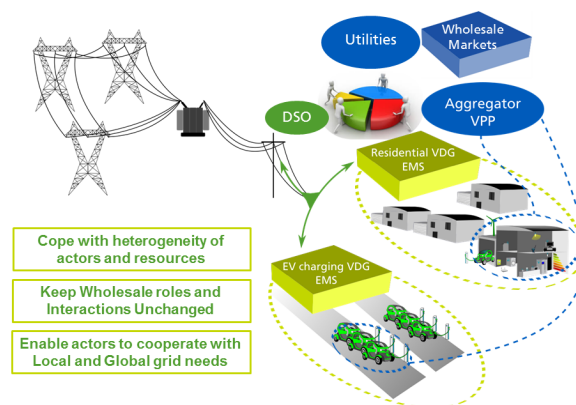 Utilities
Wholesale
Markets
DSO
Aggregator
VPP
Residential VDG
EMS
Cope with heterogeneity of
actors and resources
EV charging VDG
EMS
Keep Wholesale roles and
Interactions Unchanged
Enable actors to cooperate with
Local and Global grid needs